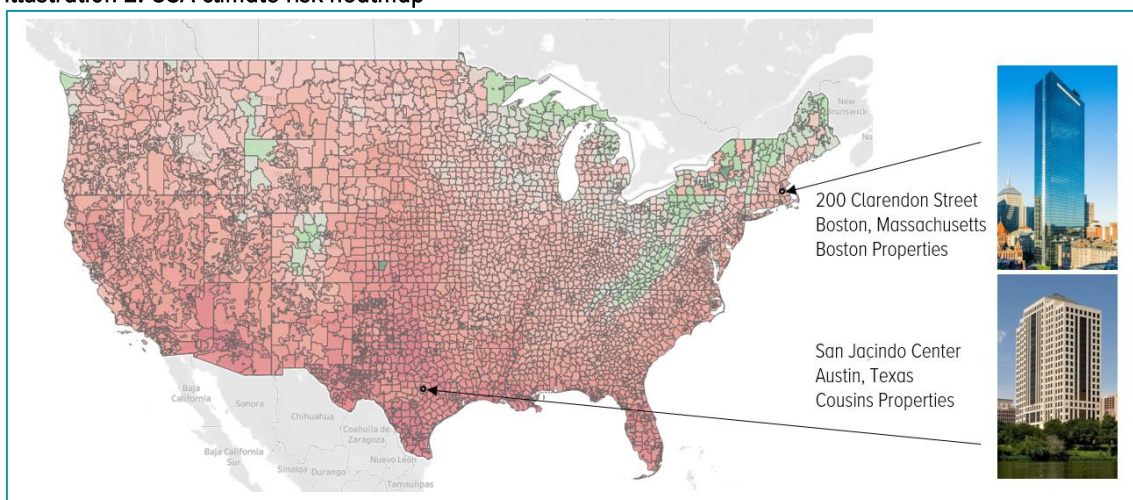 Illustration 2: USA climate risk heatmap
New
Brunswick
No
200 Clarendon Street
Boston, Massachusetts
Boston Properties
San Jacindo Center
Austin, Texas
Cousins Properties
Baja
California
Sonora
Chihuahua
Coahuila de
Zaragoza
Baja California
Sur
Nuevo León
Sinaloa
Durango
Tamaulipas